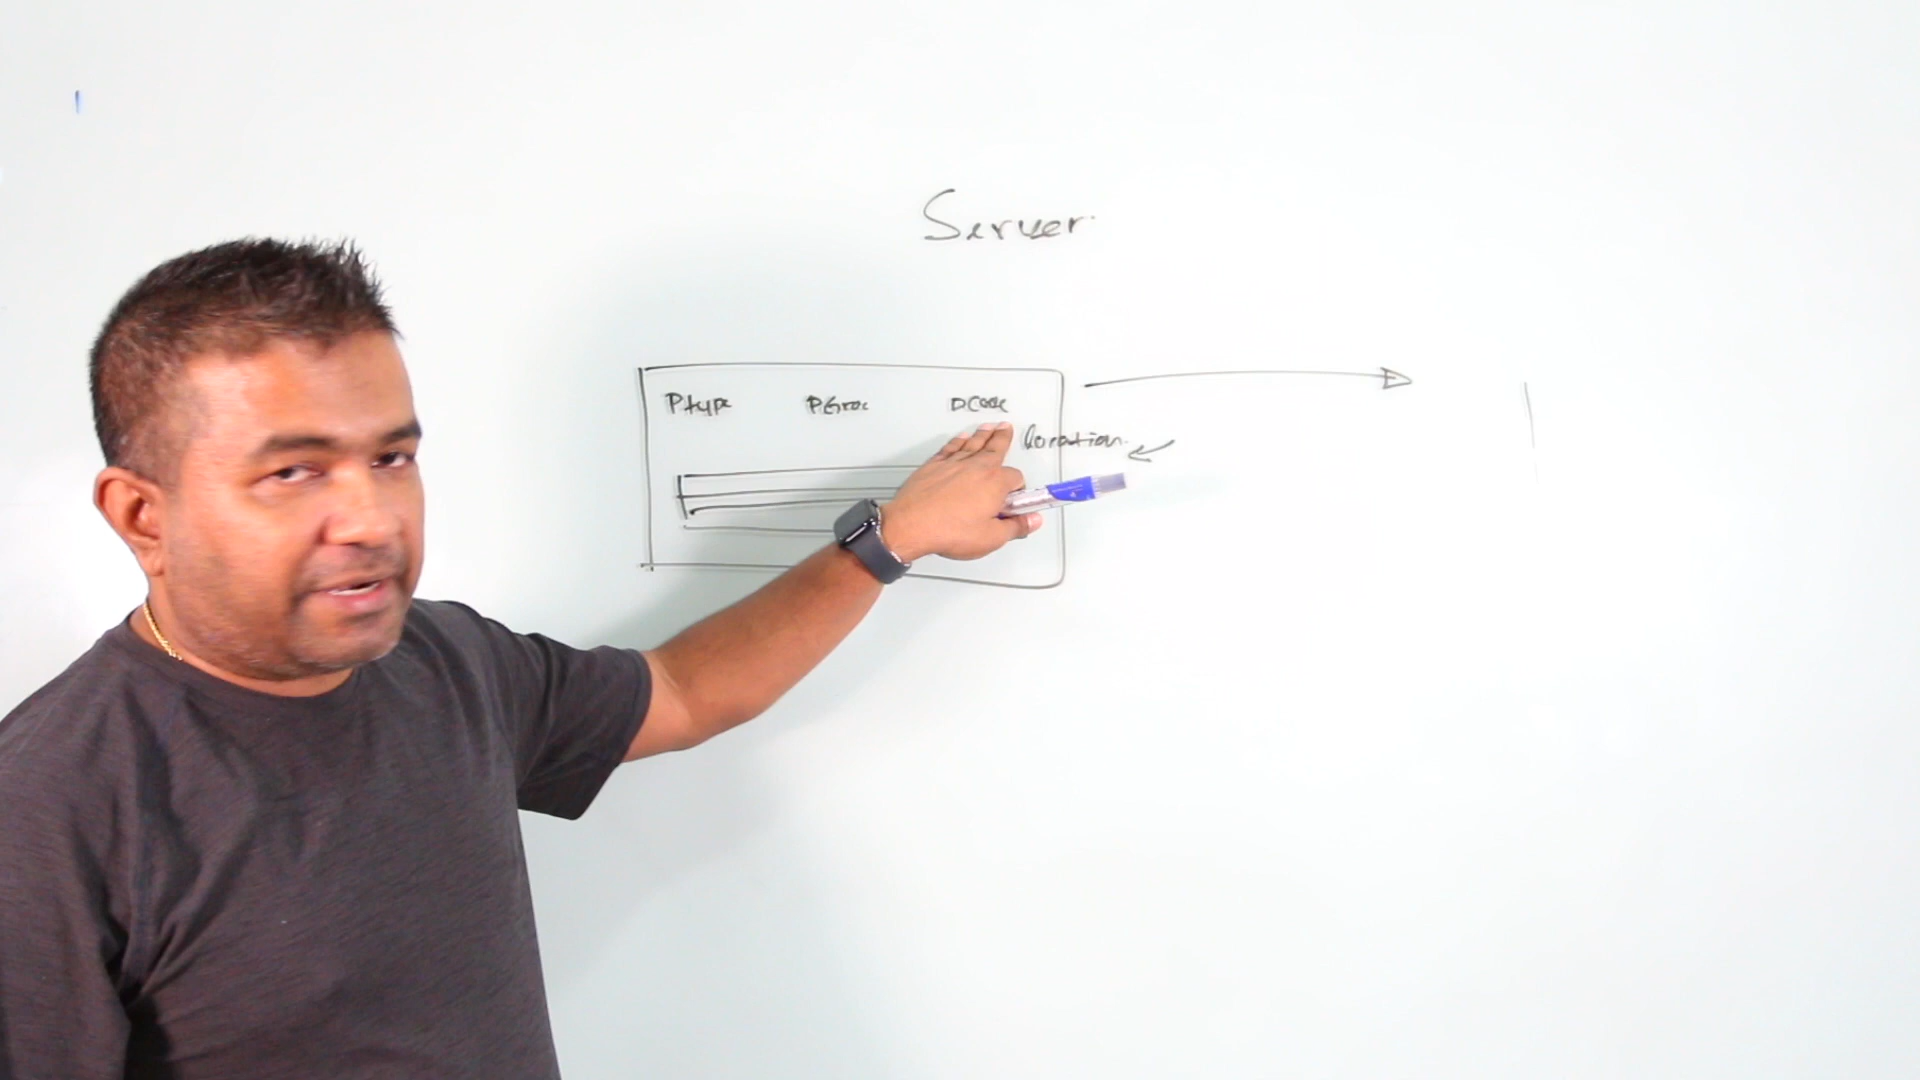 Server
Ptype PGroc DCode
location